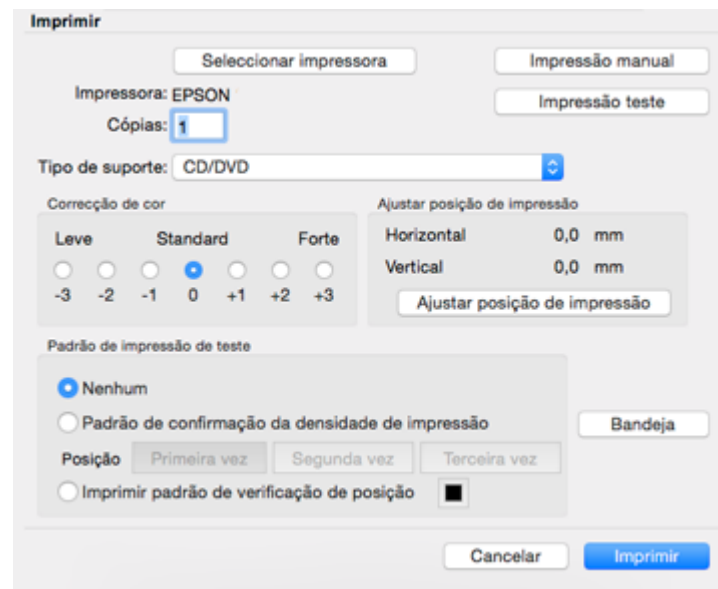 Imprimir
Seleccionar impressora
Impressão manual
Impressora: EPSON
Impressão teste
Cópias: 1
Tipo de suporte: CD/DVD
Correcção de cor
Leve Standard Forte
-3 -2 -1 0 +1 +2 +3
Ajustar posição de impressão
Horizontal 0,0 mm
Vertical 0,0 mm
Ajustar posição de impressão
Padrão de impressão de teste
Nenhum
Padrão de confirmação da densidade de impressão
Posição Primeira vez Segunda vez Terceira vez
Imprimir padrão de verificação de posição
Bandeja
Cancelar Imprimir